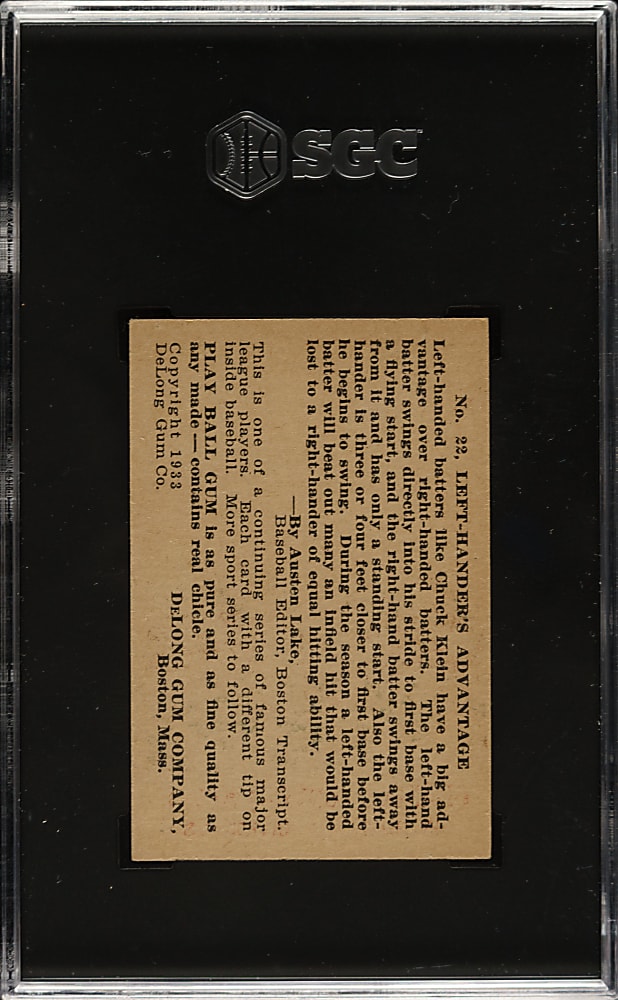 SGC
No. 22, LEFT-HANDER'S ADVANTAGE
Left-handed batters like Chuck Klein have a big ad-
vantage over right-handed batters. The left-hand
batter swings directly into his stride to first base with
a flying start, and the right-hand batter swings away
from it and has only a standing start. Also the left-
hander is three or four feet closer to first base before
he begins to swing. During the season a left-handed
batter will beat out many an infield hit that would be
lost to a right-hander of equal hitting ability.
—By Austen Lake,
Baseball Editor, Boston Transcript.
This is one of a continuing series of famous major
league players. Each card with a different tip on
inside baseball. More sport series to follow.
PLAY BALL GUM is as pure and as fine quality as
any made—contains real chicle.
Copyright 1933
DeLong Gum Co.
DELONG GUM COMPANY,
Boston, Mass.